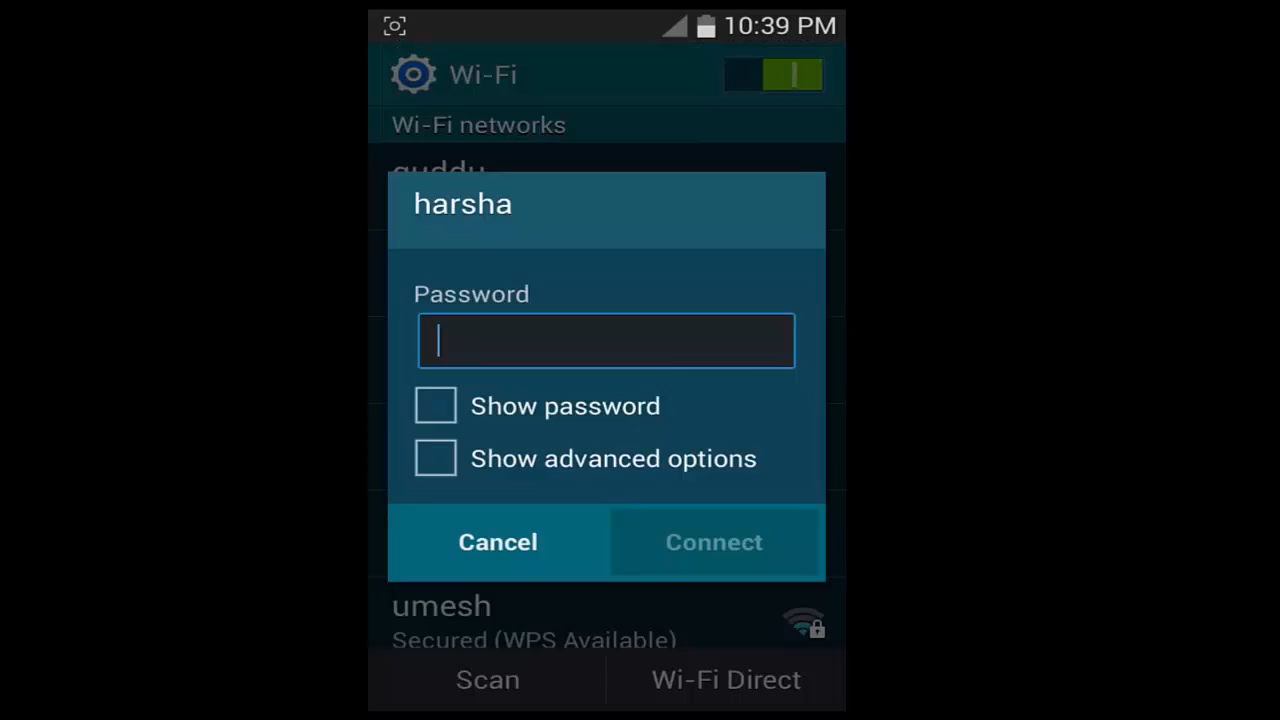 10:39 PM
Wi-Fi
Wi-Fi networks
guddu
harsha
Password
Show password
Show advanced options
Cancel
Connect
umesh
Secured (WPS Available)
Scan
Wi-Fi Direct